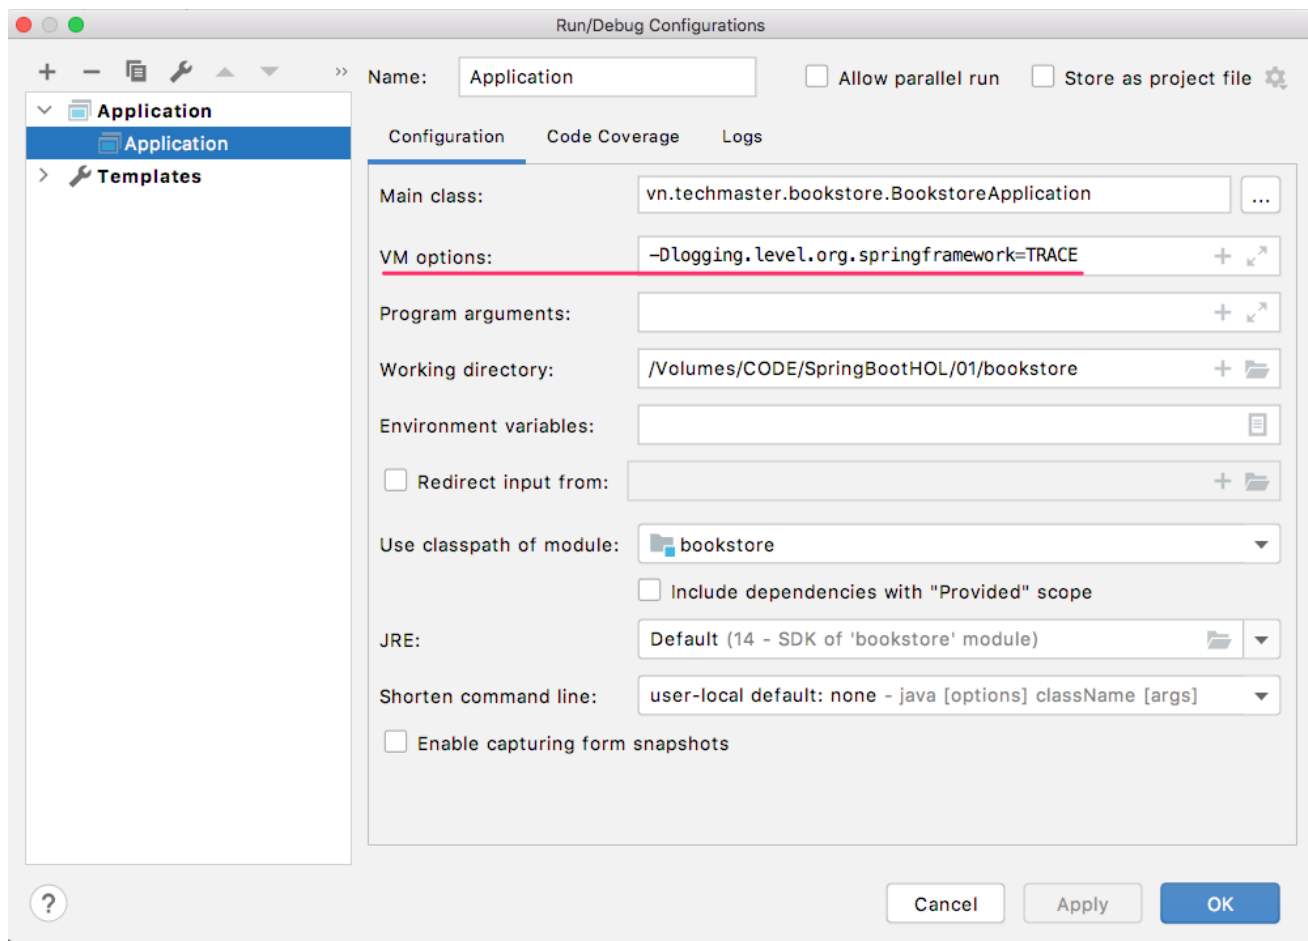 Run/Debug Configurations
Name: Application Allow parallel run Store as project file
Application
Application
Templates
Configuration Code Coverage Logs
Main class: vn.techmaster.bookstore.BookstoreApplication ...
VM options: -Dlogging.level.org.springframework=TRACE
Program arguments:
Working directory: /Volumes/CODE/SpringBootHOL/01/bookstore
Environment variables:
Redirect input from:
Use classpath of module: bookstore
Include dependencies with "Provided" scope
JRE: Default (14 - SDK of 'bookstore' module)
Shorten command line: user-local default: none - java [options] className [args]
Enable capturing form snapshots
? Cancel Apply OK